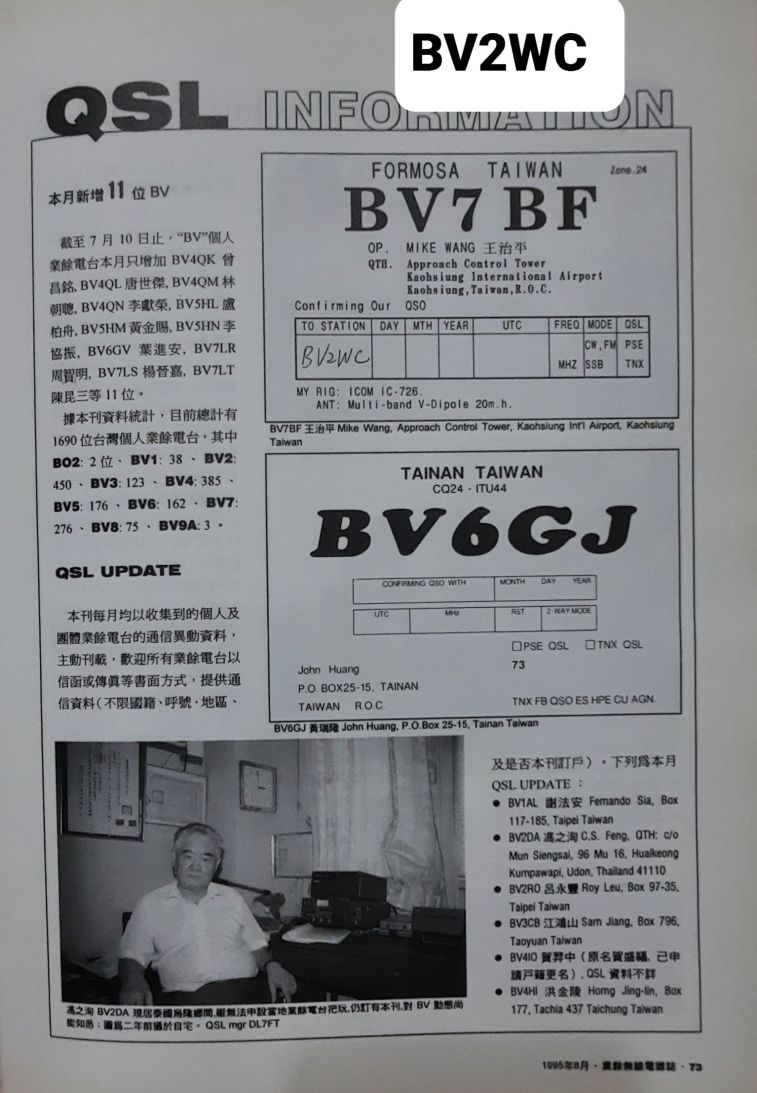 BV2WC
QSL INFORMATION
本月新增 11 位 BV
截至 7 月 10 日止，“BV”個人
業餘電台本月只增加 BV4QK 曾
昌銘, BV4QL 唐世傑, BV4QM 林
朝聰, BV4QN 李獻榮, BV5HL 盧
柏舟, BV5HM 黃金賜, BV5HN 李
協振, BV6GV 葉進安, BV7LR
周賀明, BV7LS 楊晉嘉, BV7LT
陳昆三等 11 位。
據本刊資料統計，目前總計有
1690 位台灣個人業餘電台，其中
BO2: 2 位、BV1: 38、BV2:
450、BV3: 123、BV4: 385、
BV5: 176、BV6: 162、BV7:
276、BV8: 75、BV9A: 3。
QSL UPDATE
本刊每月均以收集到的個人及
團體業餘電台的通信異動資料，
主動刊載，歡迎所有業餘電台以
信函或傳眞等書面方式，提供通
信資料（不限國籍、呼號、地區、
FORMOSA TAIWAN Zone 24
BV7BF
OP. MIKE WANG 王治平
QTH. Approach Control Tower
Kaohsiung International Airport
Kaohsiung, Taiwan, R.O.C.
Confirming Our QSO
TO STATION DAY MTH YEAR UTC FREQ MODE QSL
BV2WC CW, FM PSE
MHZ SSB TNX
MY RIG: ICOM IC-726.
ANT: Multi-band V-Dipole 20m.h.
BV7BF 王治平 Mike Wang, Approach Control Tower, Kaohsiung Int'l Airport, Kaohsiung
Taiwan
TAINAN TAIWAN
CQ24 - ITU44
BV6GJ
CONFIRMING QSO WITH MONTH DAY YEAR
UTC MHz RST 2-WAY MODE
□PSE QSL □TNX QSL
John Huang 73
P.O. BOX25-15, TAINAN
TAIWAN R.O.C. TNX FB QSO ES HPE CU AGN.
BV6GJ 黃瑞隆 John Huang, P.O.Box 25-15, Tainan Taiwan
及是否本刊訂戶）。下列爲本月
QSL UPDATE：
● BV1AL 謝法安 Fernando Sia, Box
117-185, Taipei Taiwan
● BV2DA 馮之洵 C.S. Feng, QTH: c/o
Mun Siengsai, 96 Mu 16, Huaikeong
Kumpawapi, Udon, Thailand 41110
● BV2RO 呂永豐 Roy Leu, Box 97-35,
Taipei Taiwan
● BV3CB 江鴻山 Sam Jiang, Box 796,
Taoyuan Taiwan
● BV4IO 賀羿中（原名賀盛福, 已申
請戶籍更名）, QSL 資料不詳
● BV4HI 洪金陵 Horng Jing-lin, Box
177, Tachia 437 Taichung Taiwan
馮之洵 BV2DA 現居泰國烏隆鄉間, 雖無法申設當地業餘電台把玩, 仍訂有本刊, 對 BV 動態尚
能知悉；圖爲二年前攝於自宅。QSL mgr DL7FT
1995年8月・業餘無線電雜誌・73